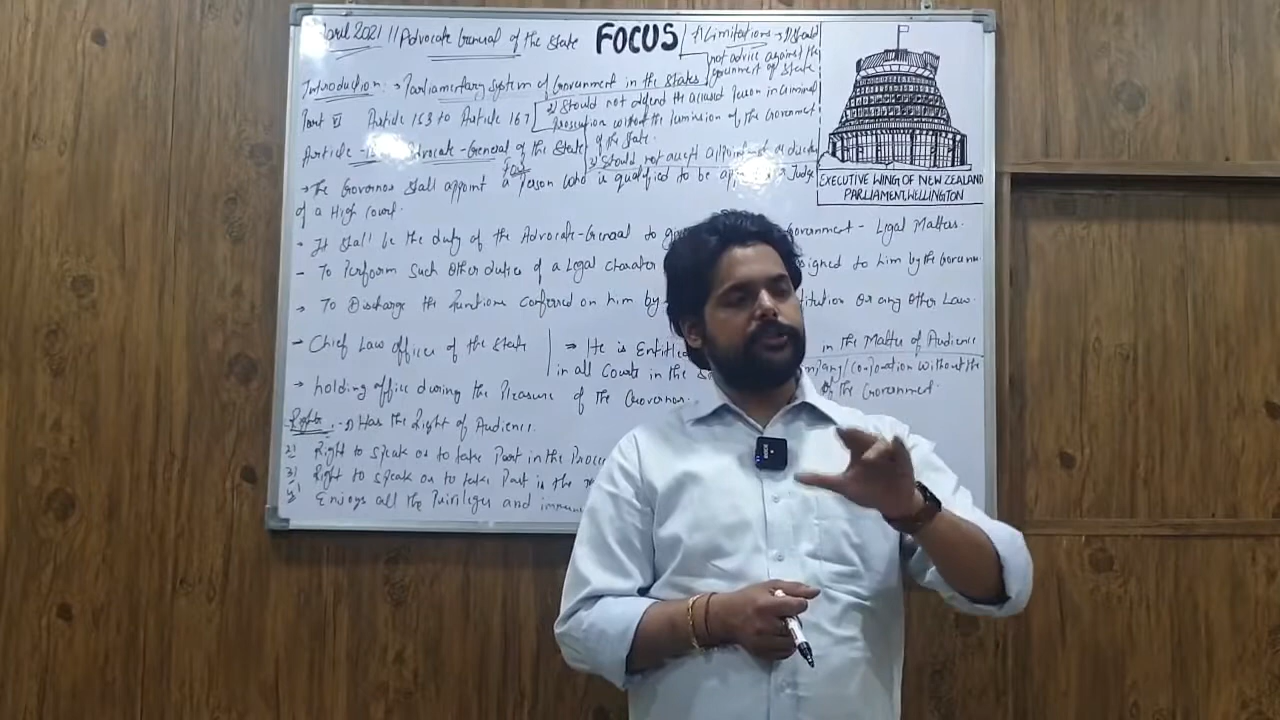 April 2021 // Advocate General of the State FOCUS
Limitations → 1) Should
not advice against the
Government of State
Introduction:→ Parliamentary System of Government in the States
2) Should not defend the accused Person in Criminal
Part VI Article 153 to Article 167
Prosecution without the Permission of the Government
of the State.
Article - Advocate-General of the State
3) Should not accept appointment as a director
→ The Governor shall appoint a Person who is qualified to be Judge
of a High Court.
- It shall be the duty of the Advocate-General to Government - Legal Matters.
- To Perform Such Other duties of a Legal character assigned to him by the
→ To Discharge the functions conferred on him by Or any Other Law.
→ Chief Law officer of the State
→ He is Entitled in the Matter of Audience
in all Courts in the
Company/Corporation without the
→ holding office during the Pleasure of the Governor.
of the Government.
Rights:- 1) Has the Right of Audience.
2) Right to speak or to take Part in the
3) Right to speak or to take Part in the
4) Enjoys all the Privileges and
EXECUTIVE WING OF NEW ZEALAND
PARLIAMENT, WELLINGTON